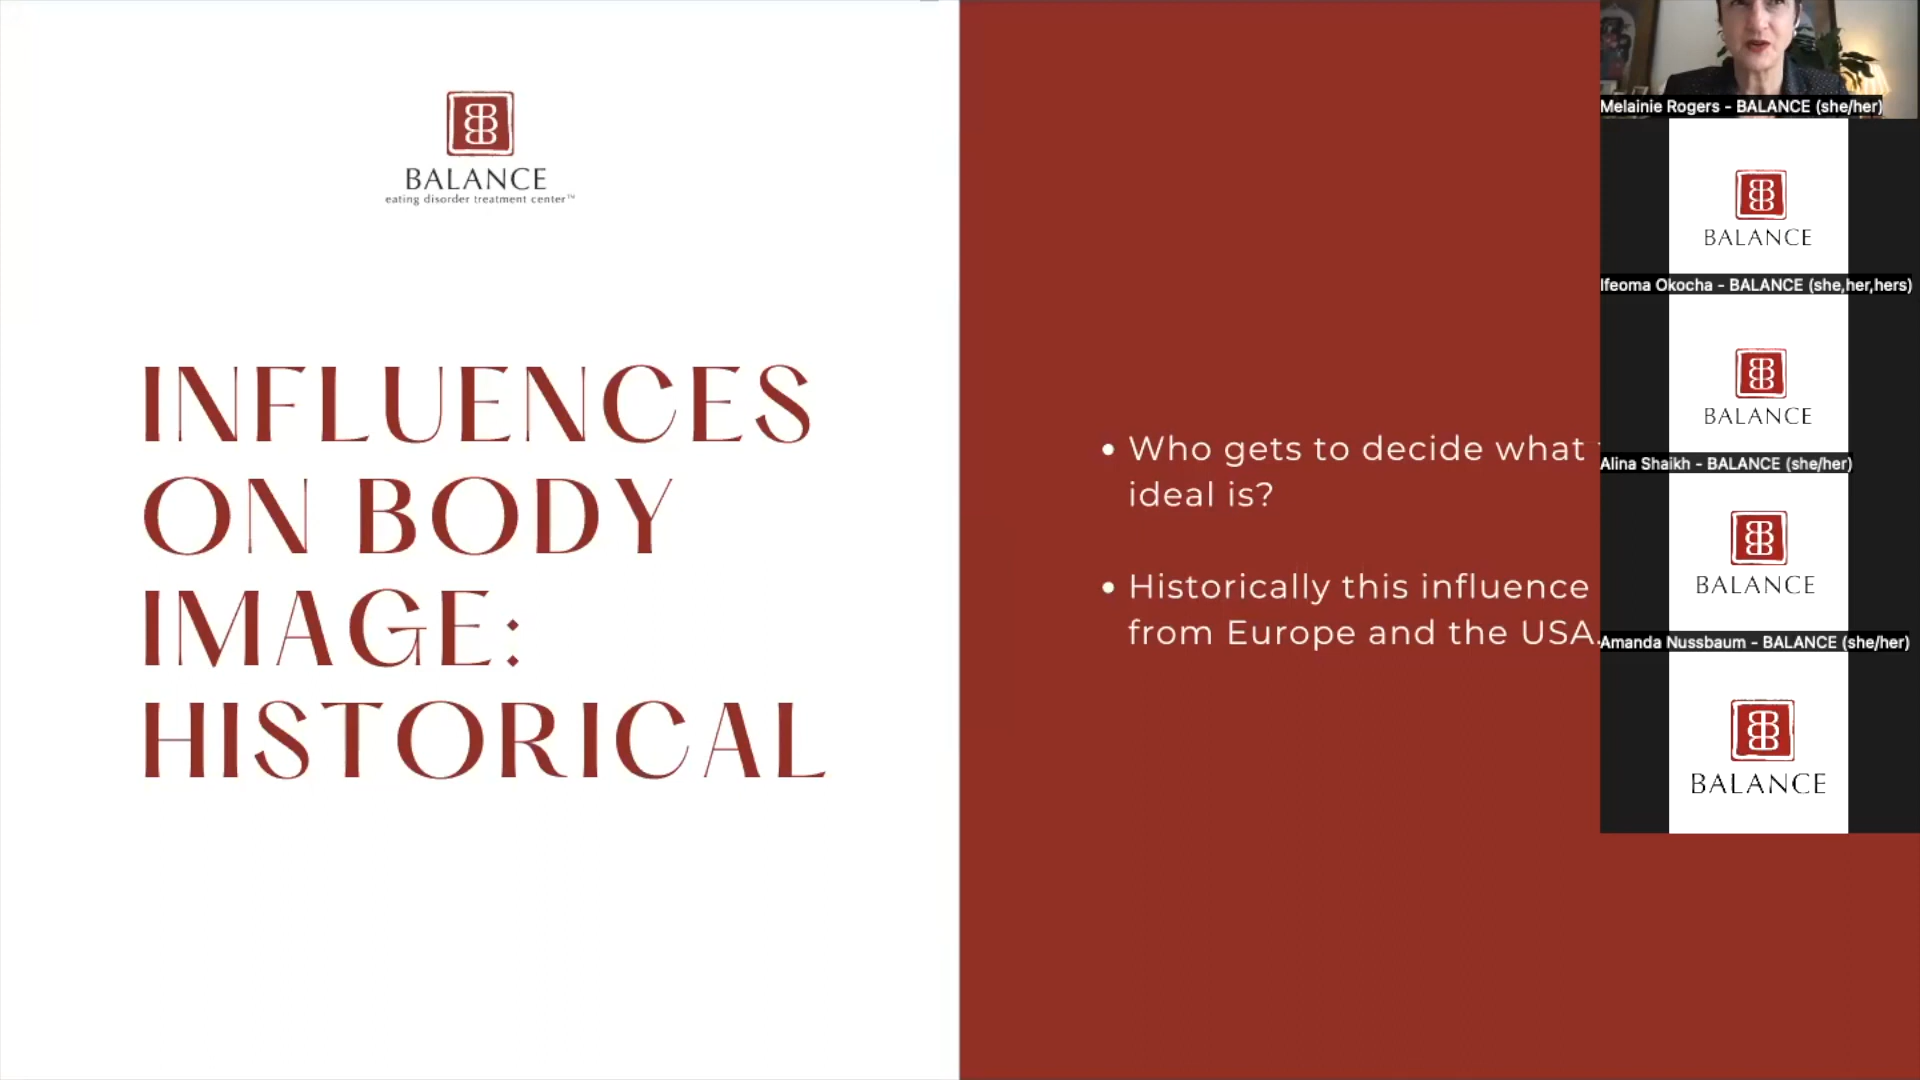 BALANCE
eating disorder treatment center™
INFLUENCES
ON BODY
IMAGE:
HISTORICAL
• Who gets to decide what
ideal is?
• Historically this influence
from Europe and the USA.
Melainie Rogers - BALANCE (she/her)
BALANCE
Ifeoma Okocha - BALANCE (she,her,hers)
BALANCE
Alina Shaikh - BALANCE (she/her)
BALANCE
Amanda Nussbaum - BALANCE (she/her)
BALANCE